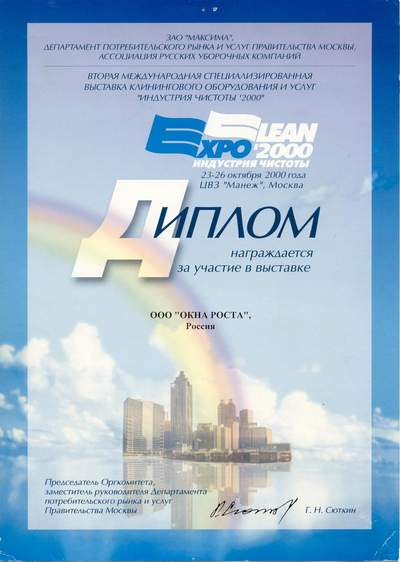 ЗАО "МАКСИМА",
ДЕПАРТАМЕНТ ПОТРЕБИТЕЛЬСКОГО РЫНКА И УСЛУГ ПРАВИТЕЛЬСТВА МОСКВЫ,
АССОЦИАЦИЯ РУССКИХ УБОРОЧНЫХ КОМПАНИЙ
ВТОРАЯ МЕЖДУНАРОДНАЯ СПЕЦИАЛИЗИРОВАННАЯ
ВЫСТАВКА КЛИНИНГОВОГО ОБОРУДОВАНИЯ И УСЛУГ
"ИНДУСТРИЯ ЧИСТОТЫ '2000"
CLEAN
EXPO '2000
ИНДУСТРИЯ ЧИСТОТЫ
23-26 октября 2000 года
ЦВЗ "Манеж", Москва
ДИПЛОМ
награждается
за участие в выставке
ООО "ОКНА РОСТА",
Россия
Председатель Оргкомитета,
заместитель руководителя Департамента
потребительского рынка и услуг
Правительства Москвы
Г. Н. Сюткин